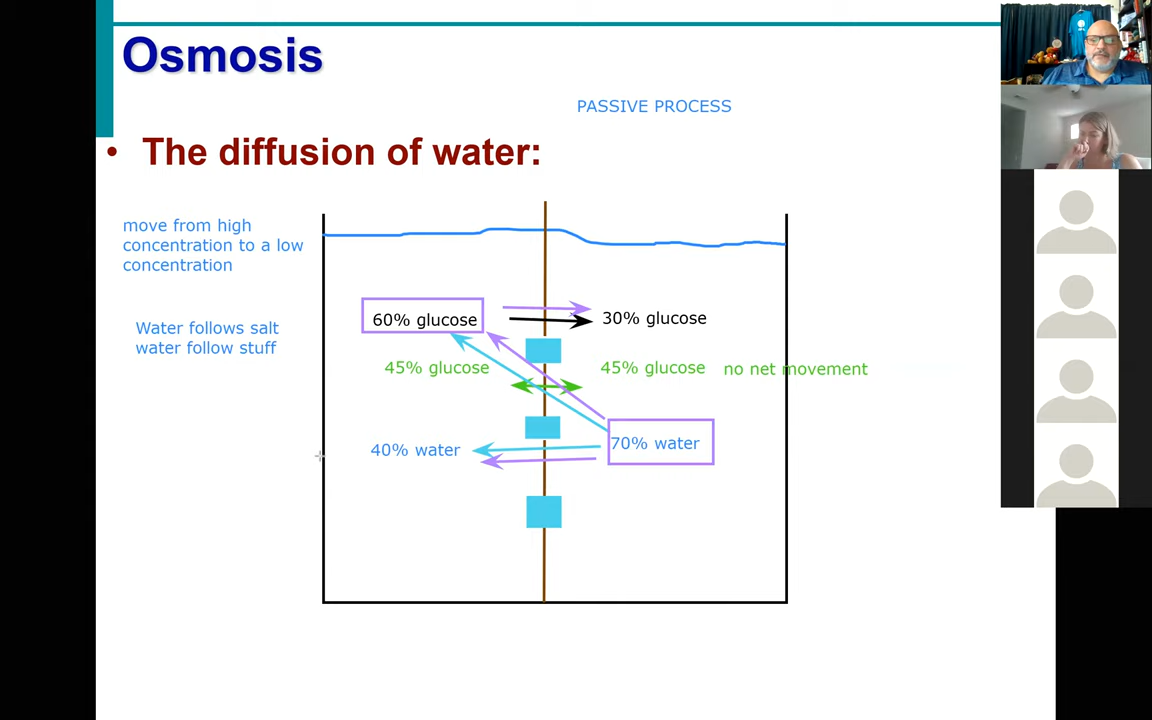 Osmosis
PASSIVE PROCESS
• The diffusion of water:
move from high
concentration to a low
concentration
Water follows salt
water follow stuff
60% glucose
30% glucose
45% glucose
45% glucose
no net movement
40% water
70% water